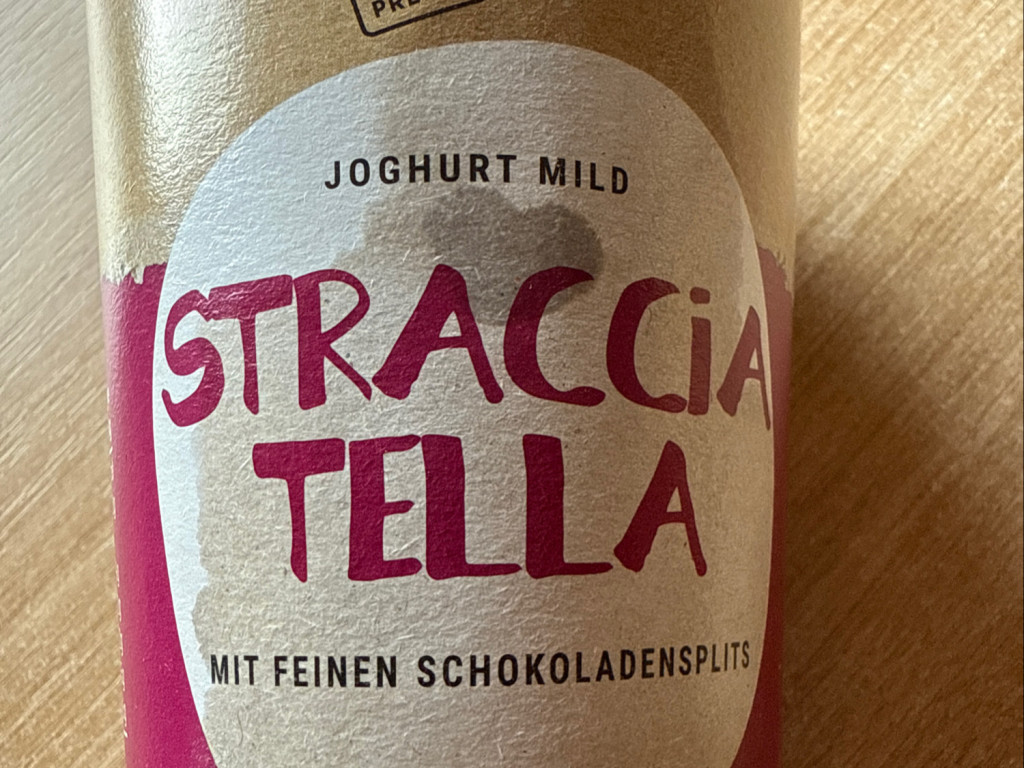 JOGHURT MILD
STRACCiA
TELLA
MIT FEINEN SCHOKOLADENSPLITS